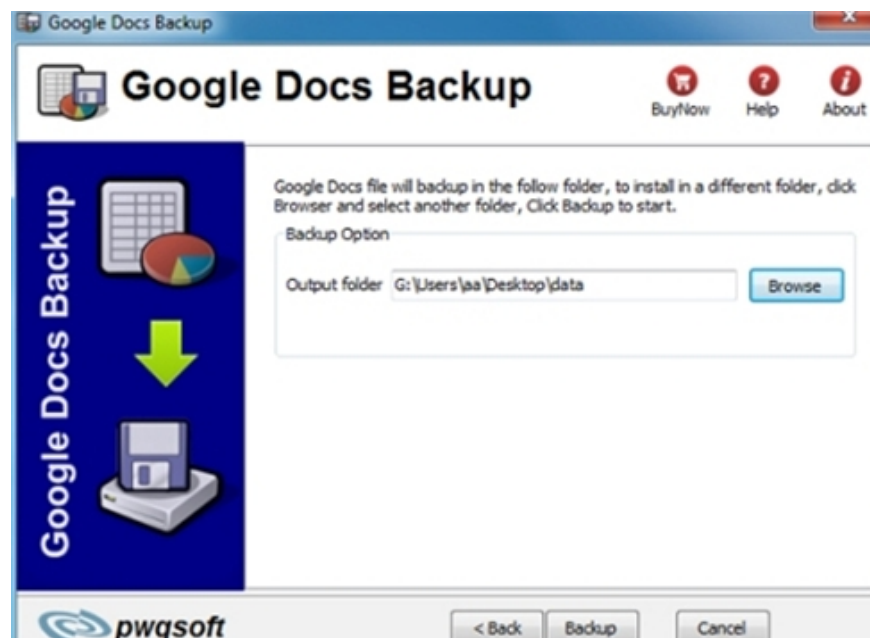 Google Docs Backup
Google Docs Backup
BuyNow
Help
About
Google Docs Backup
Google Docs file will backup in the follow folder, to install in a different folder, click
Browser and select another folder, Click Backup to start.
Backup Option
Output folder G:\Users\aa\Desktop\data Browse
pwqsoft
< Back Backup Cancel